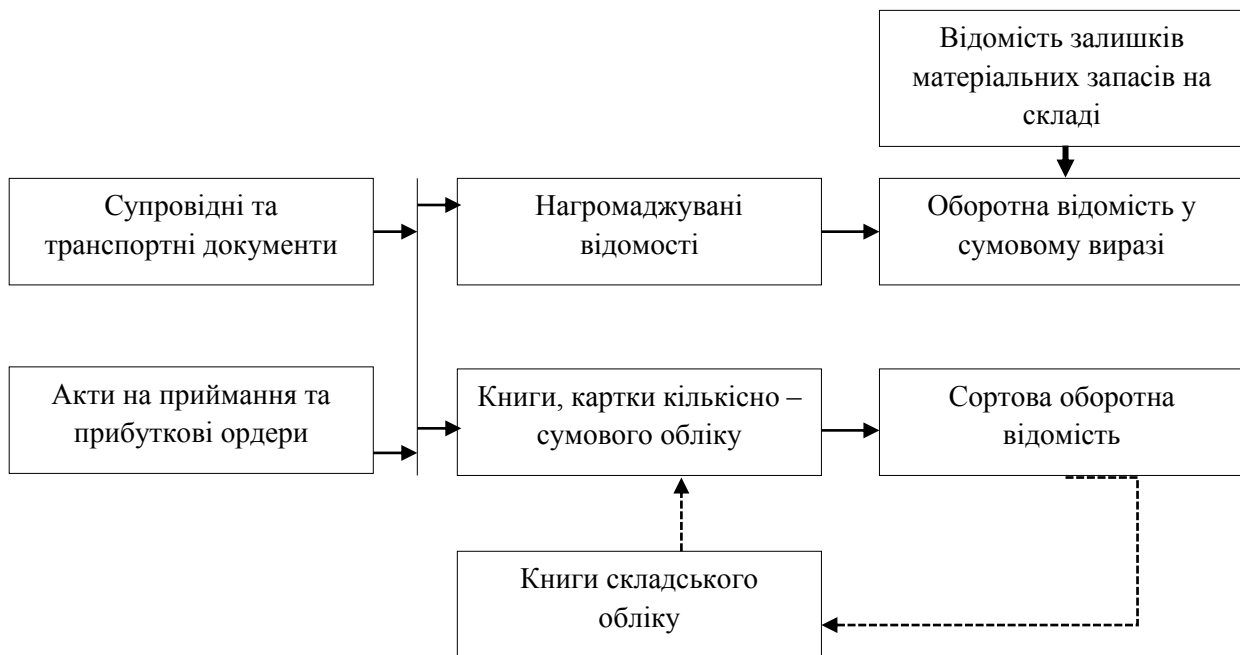 Відомість залишків
матеріальних запасів на
складі
Супровідні та
транспортні документи
Нагромаджувані
відомості
Оборотна відомість у
сумовому виразі
Акти на приймання та
прибуткові ордери
Книги, картки кількісно –
сумового обліку
Сортова оборотна
відомість
Книги складського
обліку